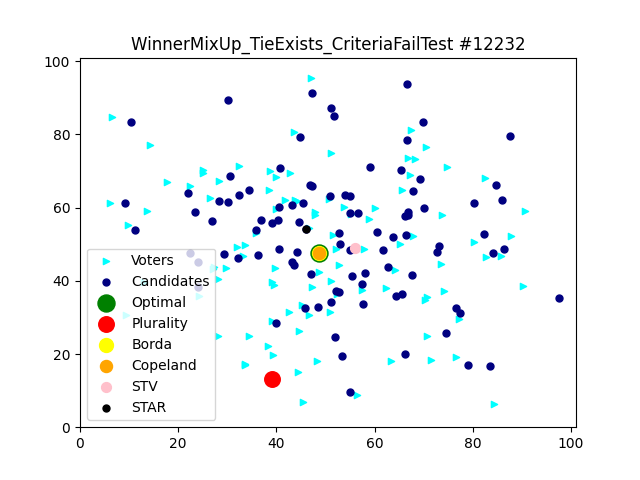 WinnerMixUp_TieExists_CriteriaFailTest #12232
100
80
60
40
20
0
Voters
Candidates
Optimal
Plurality
Borda
Copeland
STV
STAR
0 20 40 60 80 100